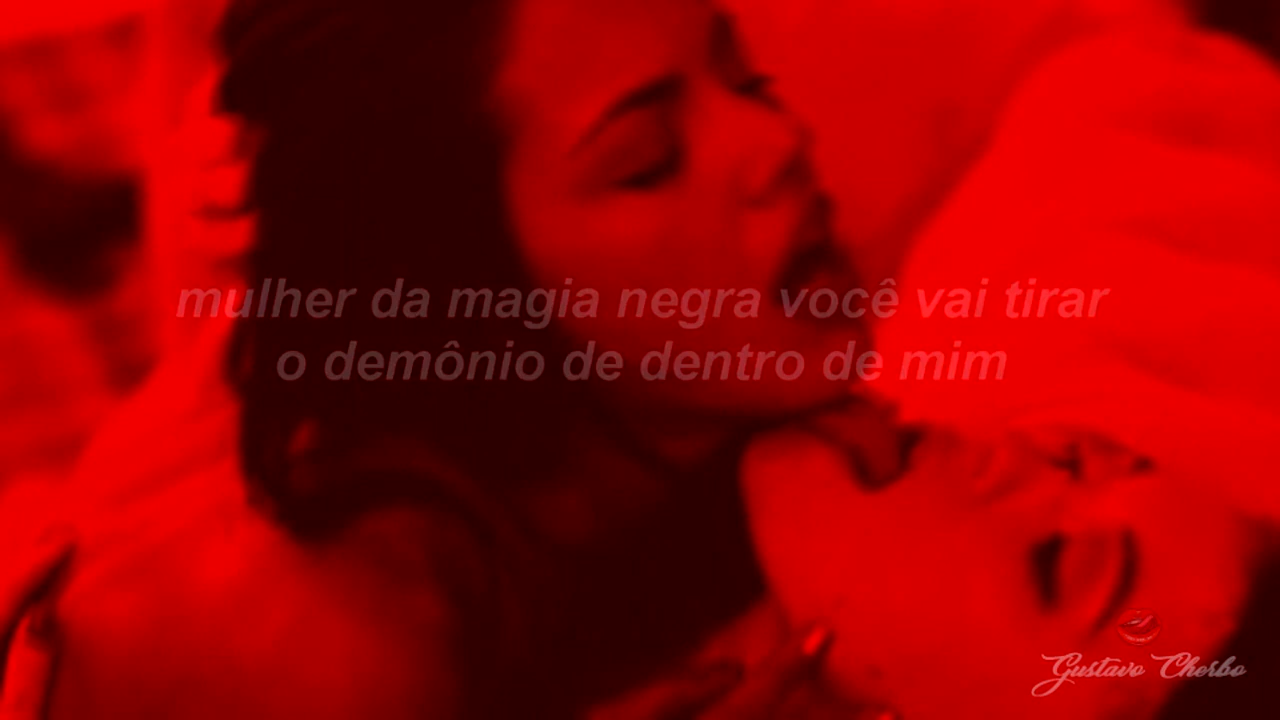 mulher da magia negra você vai tirar
o demônio de dentro de mim
Gustavo Cherbo